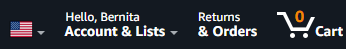 Hello, Bernita
Account & Lists
Returns
& Orders
0
Cart